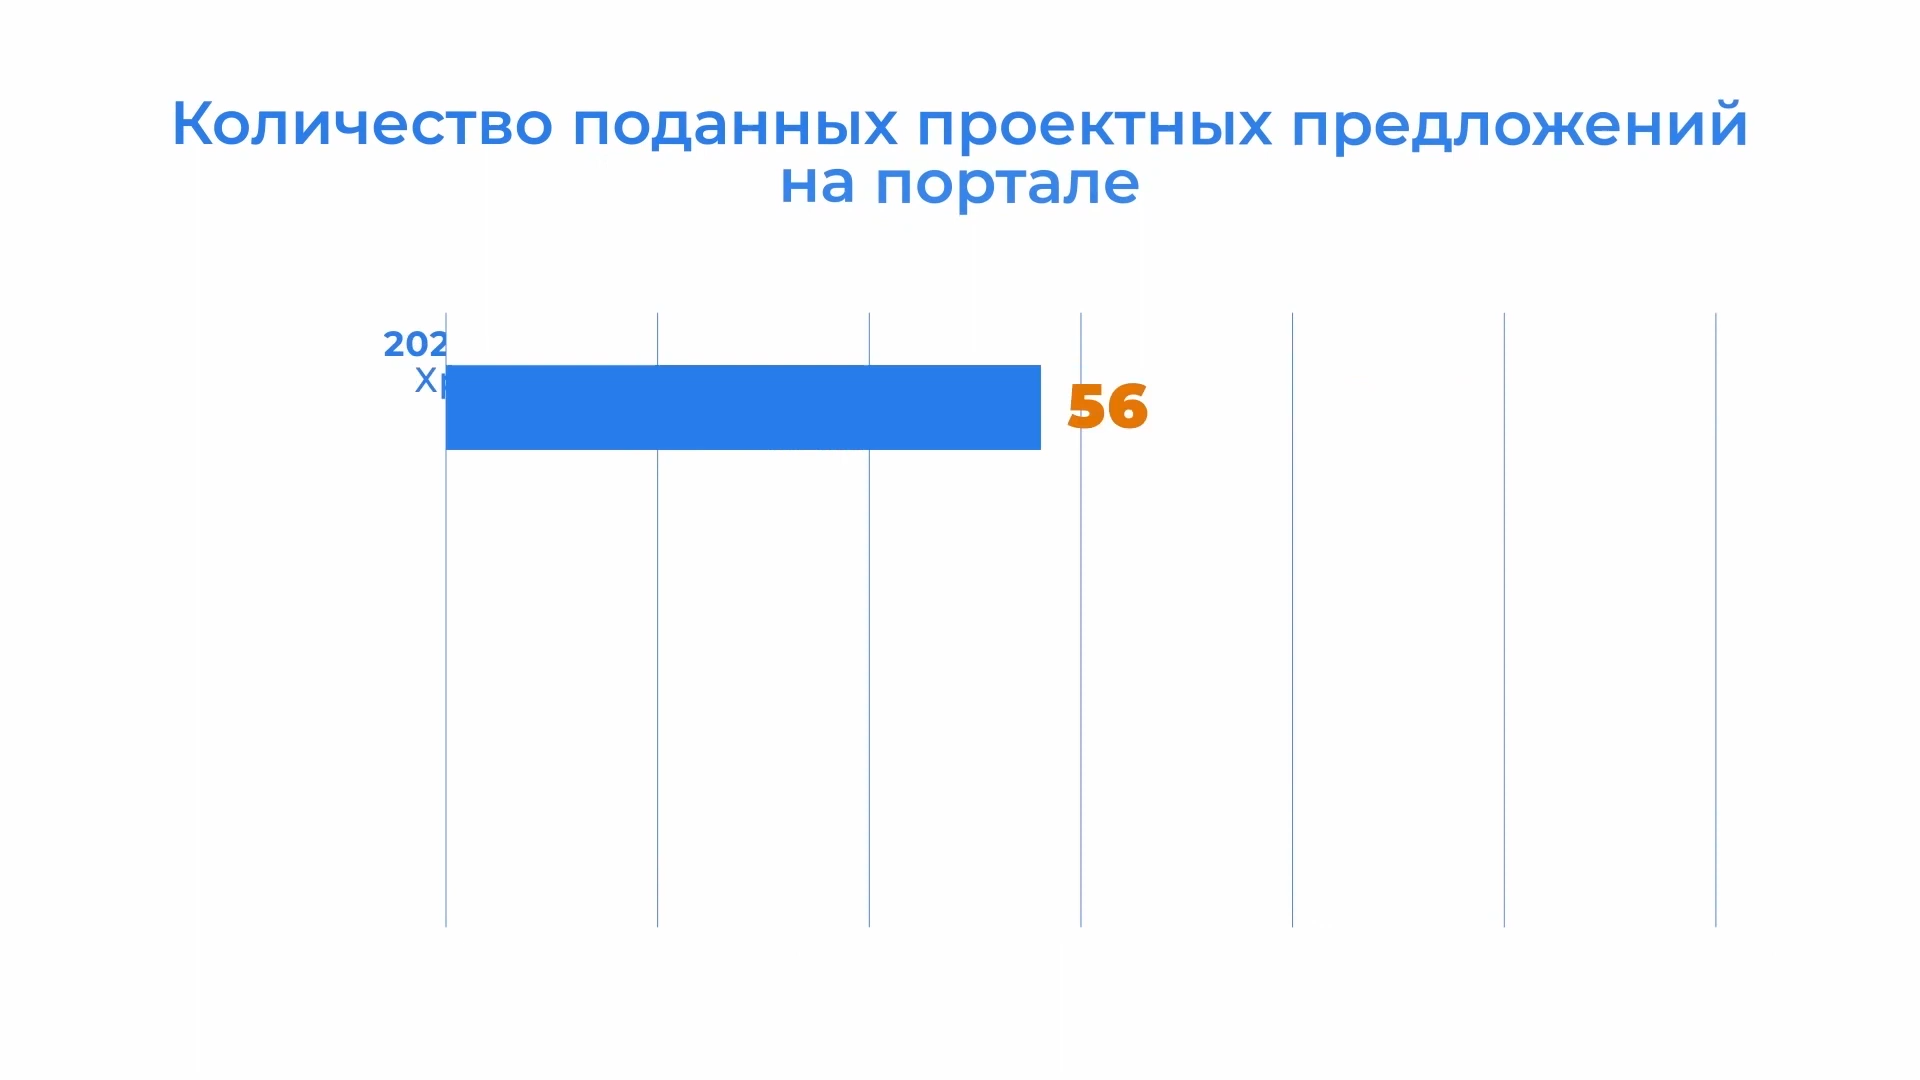 Количество поданных проектных предложений
на портале
202
56